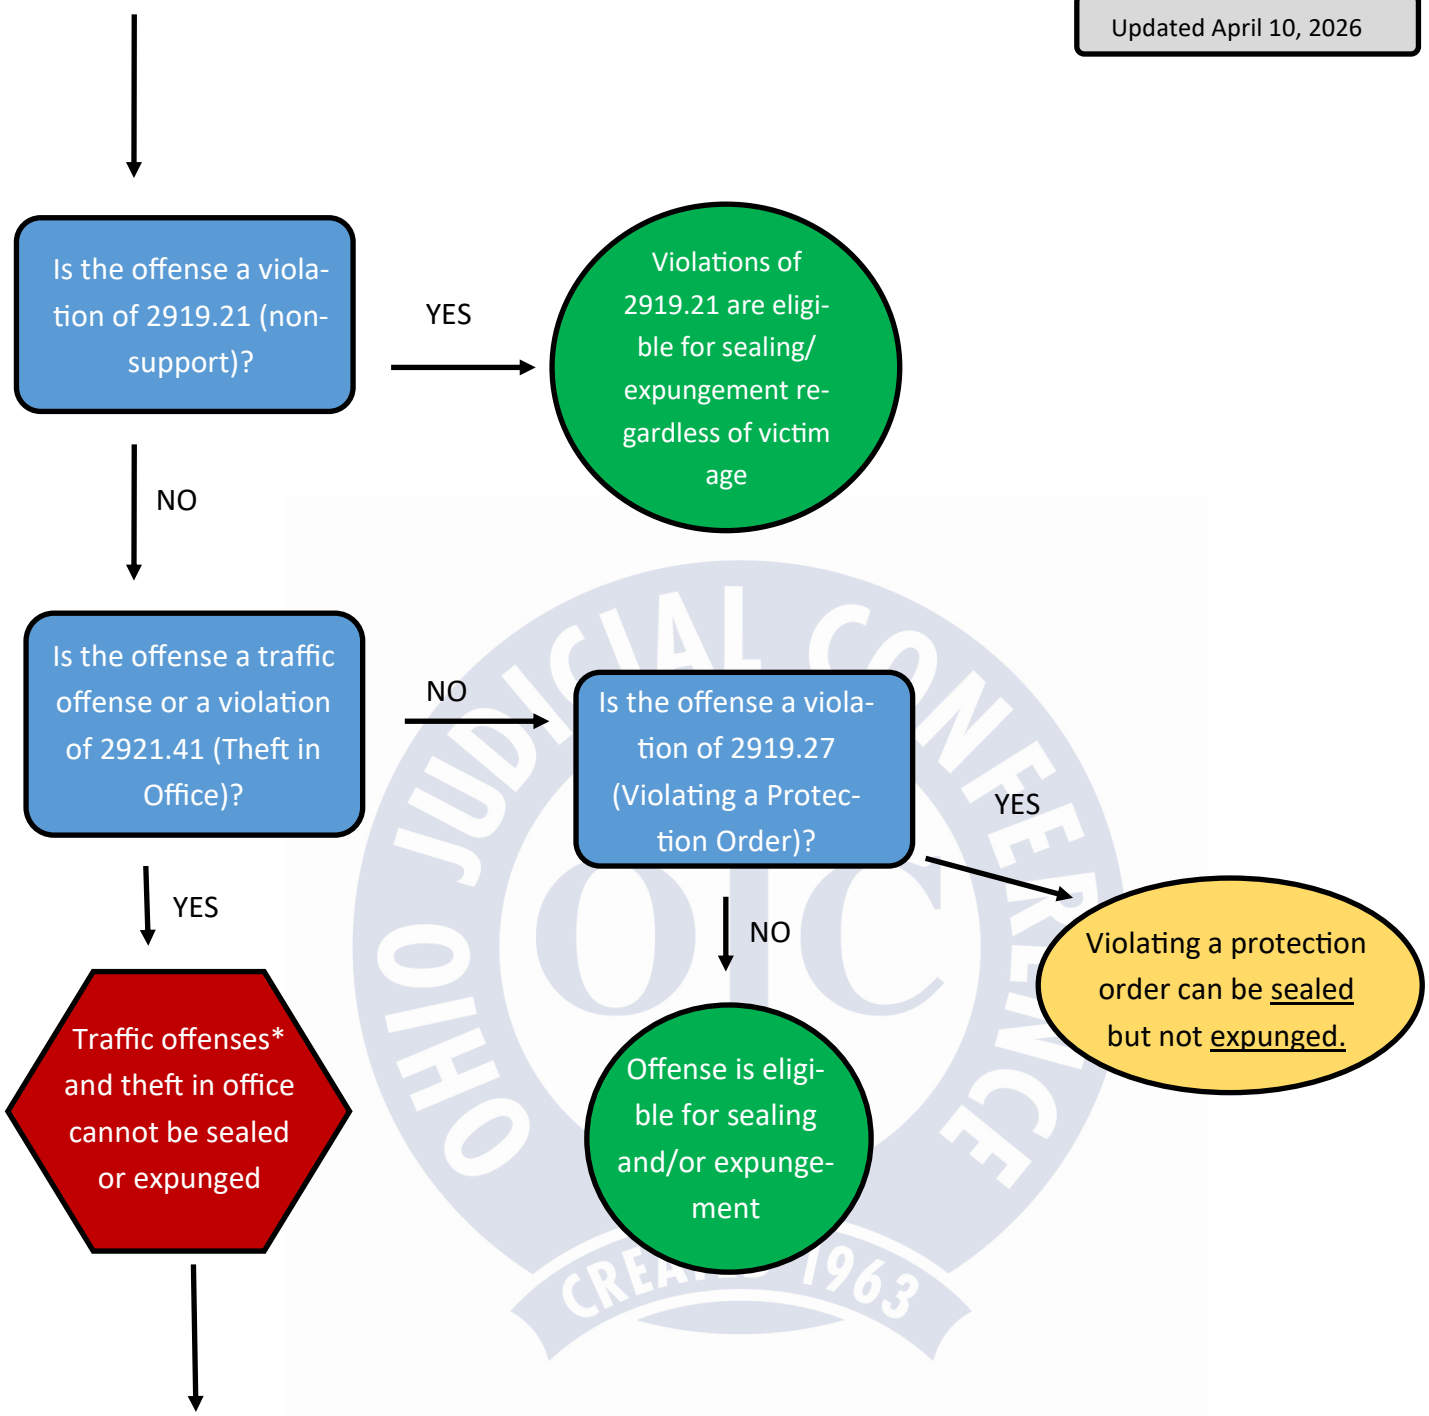 Updated April 10, 2026
Is the offense a viola-
tion of 2919.21 (non-
support)?
YES
Violations of
2919.21 are eligi-
ble for sealing/
expungement re-
gardless of victim
age
NO
Is the offense a traffic
offense or a violation
of 2921.41 (Theft in
Office)?
NO
Is the offense a viola-
tion of 2919.27
(Violating a Protec-
tion Order)?
YES
YES
NO
Violating a protection
order can be sealed
but not expunged.
Traffic offenses*
and theft in office
cannot be sealed
or expunged
Offense is eligi-
ble for sealing
and/or expunge-
ment
OHIO JUDICIAL CONFERENCE
OJC
CREATED 1963